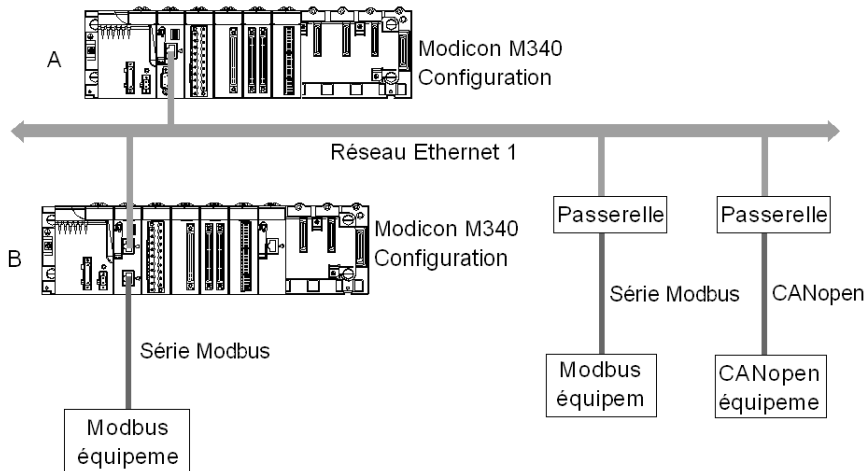 A
Modicon M340
Configuration
Réseau Ethernet 1
B
Modicon M340
Configuration
Passerelle
Passerelle
Série Modbus
CANopen
Série Modbus
Modbus
équipem
CANopen
équipeme
Modbus
équipeme